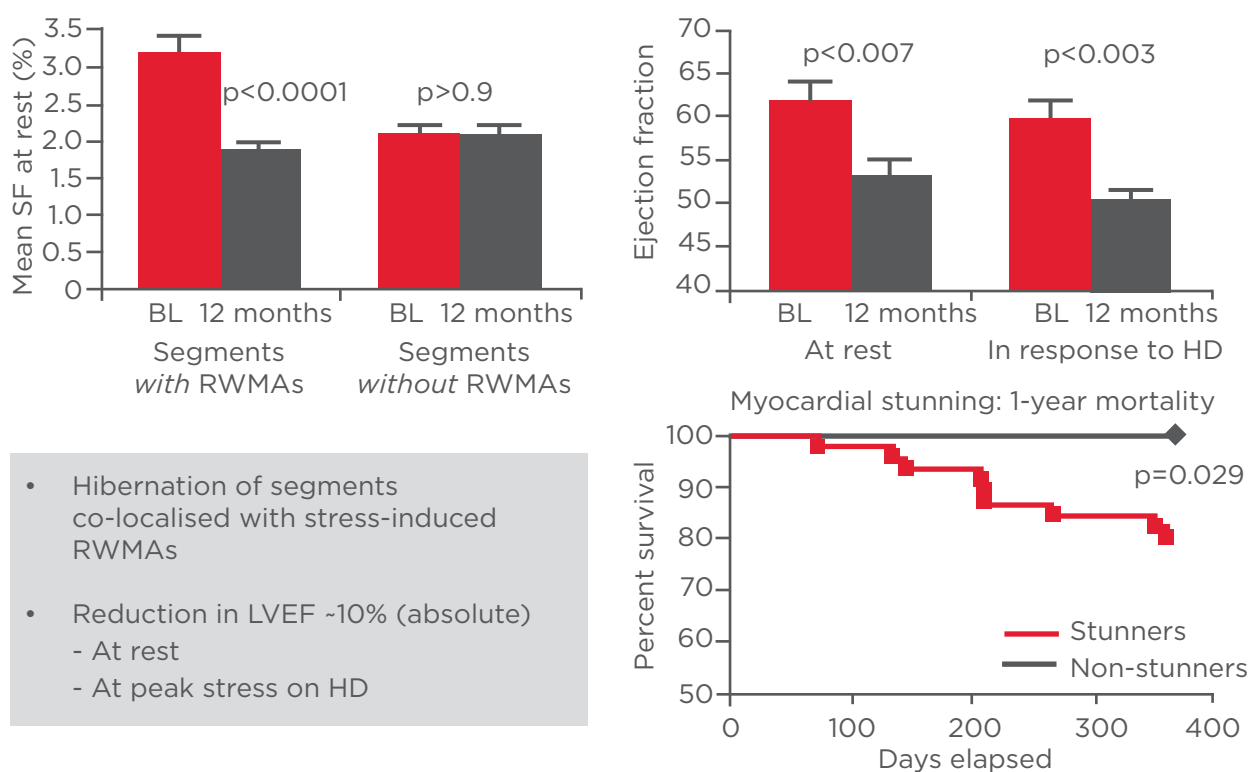 Mean SF at rest (%)
3.5
3.0
2.5
2.0
1.5
1.0
0.5
0
p<0.0001
p>0.9
BL 12 months
BL 12 months
Segments
with RWMAs
Segments
without RWMAs
Ejection fraction
70
65
60
55
50
45
40
p<0.007
p<0.003
BL 12 months
BL 12 months
At rest
In response to HD
• Hibernation of segments
co-localised with stress-induced
RWMAs
• Reduction in LVEF ~10% (absolute)
- At rest
- At peak stress on HD
Myocardial stunning: 1-year mortality
Percent survival
100
90
80
70
60
50
p=0.029
Stunners
Non-stunners
0 100 200 300 400
Days elapsed